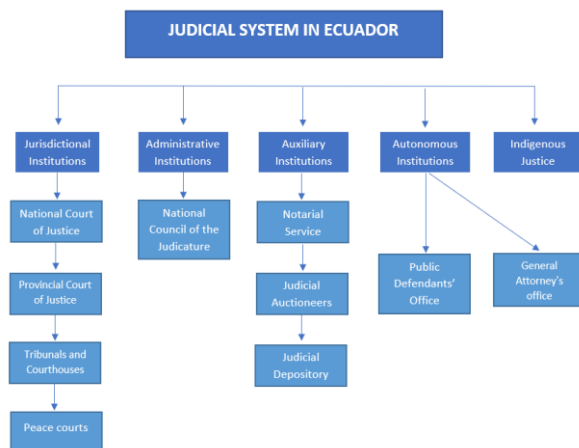 JUDICIAL SYSTEM IN ECUADOR
Jurisdictional
Institutions
Administrative
Institutions
Auxiliary
Institutions
Autonomous
Institutions
Indigenous
Justice
National Court
of Justice
Provincial Court
of Justice
Tribunals and
Courthouses
Peace courts
National
Council of the
Judicature
Notarial
Service
Judicial
Auctioneers
Judicial
Depository
Public
Defendants’
Office
General
Attorney's
office